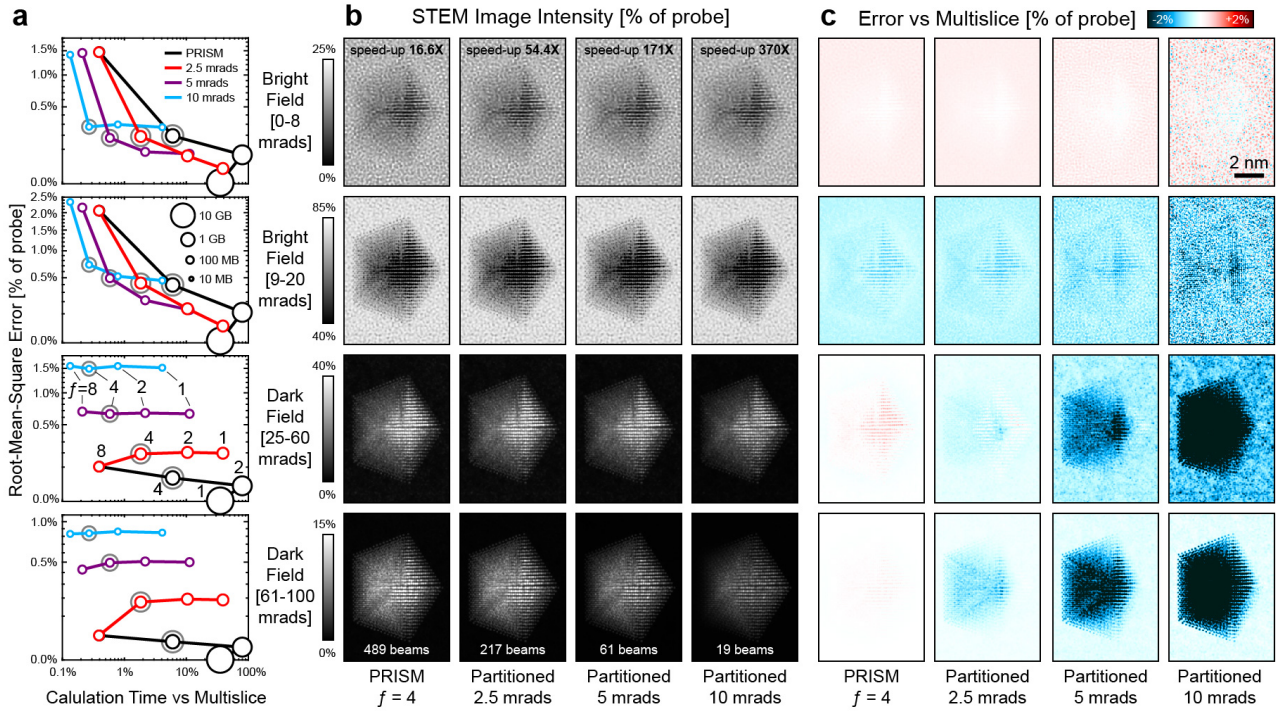 a
Root-Mean-Square Error [% of probe]
1.5%
1.0%
0.5%
0.0%
PRISM
2.5 mrads
5 mrads
10 mrads
2.5%
2.0%
1.5%
1.0%
0.5%
0.0%
10 GB
1 GB
100 MB
10 MB
1.5%
1.0%
0.5%
0.0%
f=8
4
2
1
8
4
2
1
4
1
2
1.0%
0.5%
0.0%
0.1%
1%
10%
100%
Calulation Time vs Multislice
b
STEM Image Intensity [% of probe]
Bright
Field
[0-8
mrads]
25%
0%
speed-up 16.6X
speed-up 54.4X
speed-up 171X
speed-up 370X
Bright
Field
[9-20
mrads]
85%
40%
Dark
Field
[25-60
mrads]
40%
0%
Dark
Field
[61-100
mrads]
15%
0%
489 beams
217 beams
61 beams
19 beams
PRISM
f = 4
Partitioned
2.5 mrads
Partitioned
5 mrads
Partitioned
10 mrads
c
Error vs Multislice [% of probe]
-2%
+2%
2 nm
PRISM
f = 4
Partitioned
2.5 mrads
Partitioned
5 mrads
Partitioned
10 mrads